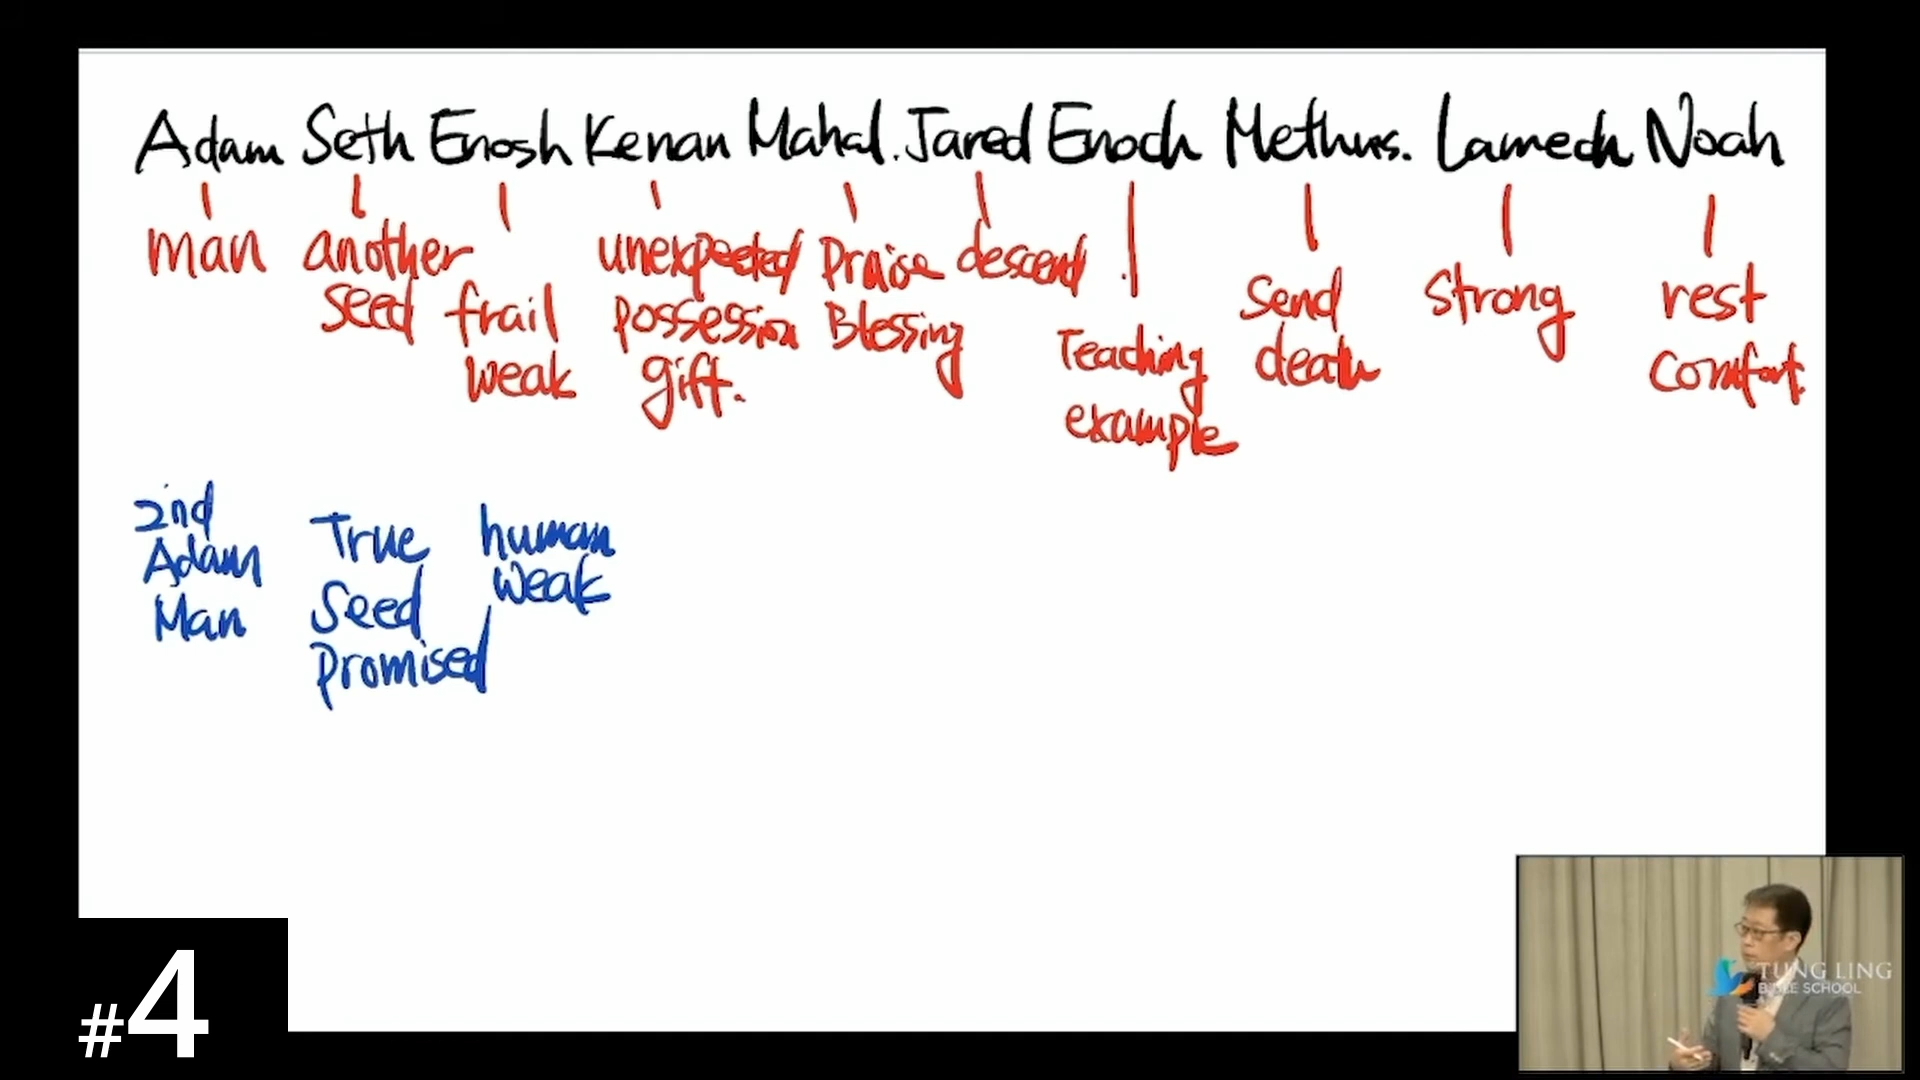 Adam Seth Enosh Kenan Mahal. Jared Enoch Methus. Lamech Noah
man
another
seed
frail
weak
unexpected
possession
gift.
Praise
Blessing
descend
Teaching
example
send
death
strong
rest
comfort.
2nd
Adam
Man
True
Seed
Promised
human
weak
#4
TUNG LING
BIBLE SCHOOL